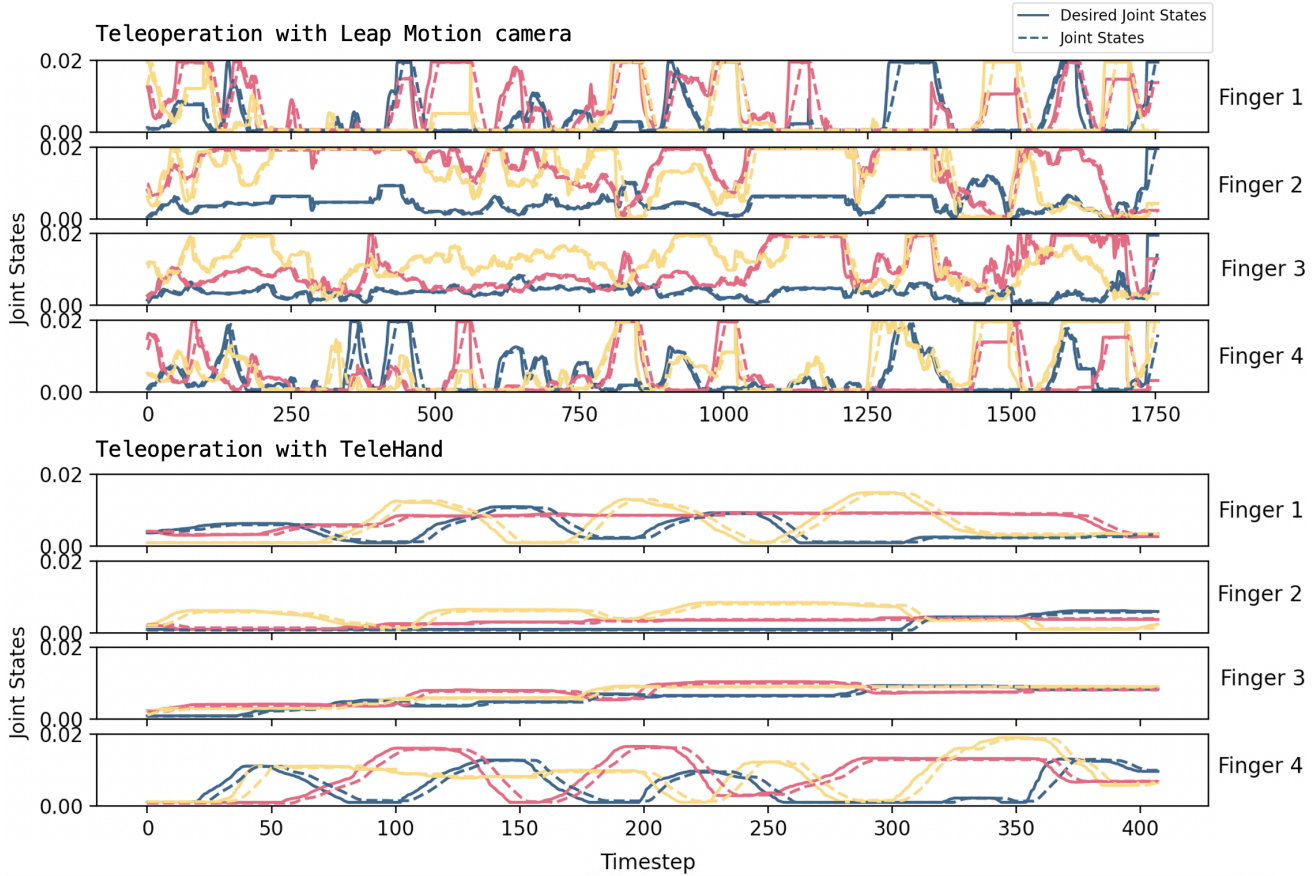 Desired Joint States
Joint States
Teleoperation with Leap Motion camera
0.02
0.00
Finger 1
0.02
0.00
Finger 2
0.02
0.00
Finger 3
0.02
0.00
Finger 4
Joint States
0 250 500 750 1000 1250 1500 1750
Teleoperation with TeleHand
0.02
0.00
Finger 1
0.02
0.00
Finger 2
0.02
0.00
Finger 3
0.02
0.00
Finger 4
Joint States
0 50 100 150 200 250 300 350 400
Timestep